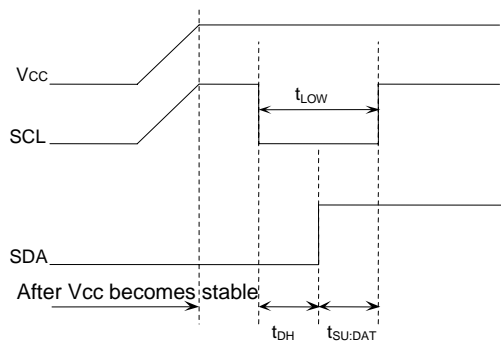 VCC
tLOW
SCL
SDA
After Vcc becomes stable
tDH
tSU:DAT